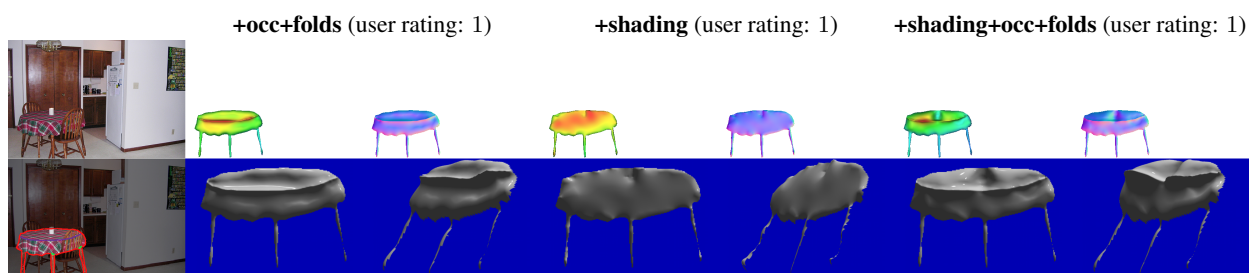 +occ+folds (user rating: 1) +shading (user rating: 1) +shading+occ+folds (user rating: 1)